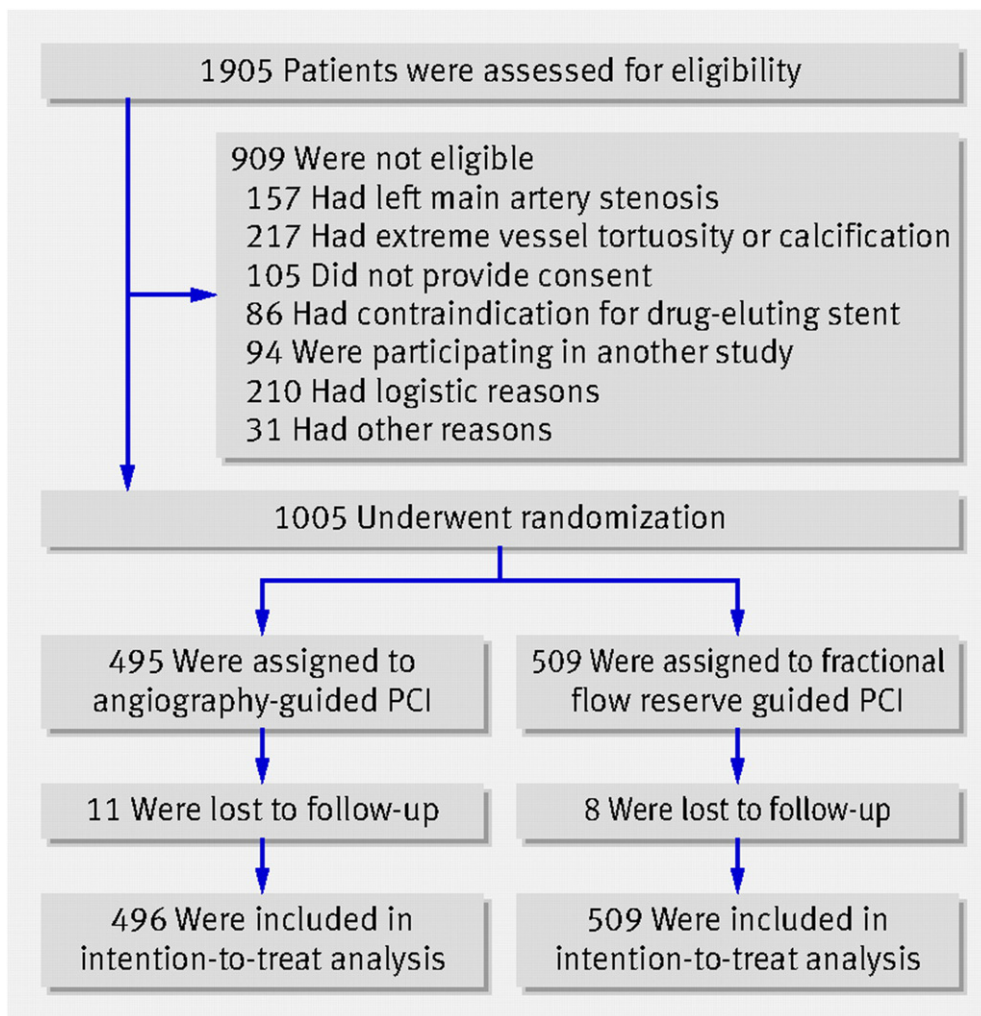 1905 Patients were assessed for eligibility
909 Were not eligible
157 Had left main artery stenosis
217 Had extreme vessel tortuosity or calcification
105 Did not provide consent
86 Had contraindication for drug-eluting stent
94 Were participating in another study
210 Had logistic reasons
31 Had other reasons
1005 Underwent randomization
495 Were assigned to
angiography-guided PCI
509 Were assigned to fractional
flow reserve guided PCI
11 Were lost to follow-up
8 Were lost to follow-up
496 Were included in
intention-to-treat analysis
509 Were included in
intention-to-treat analysis